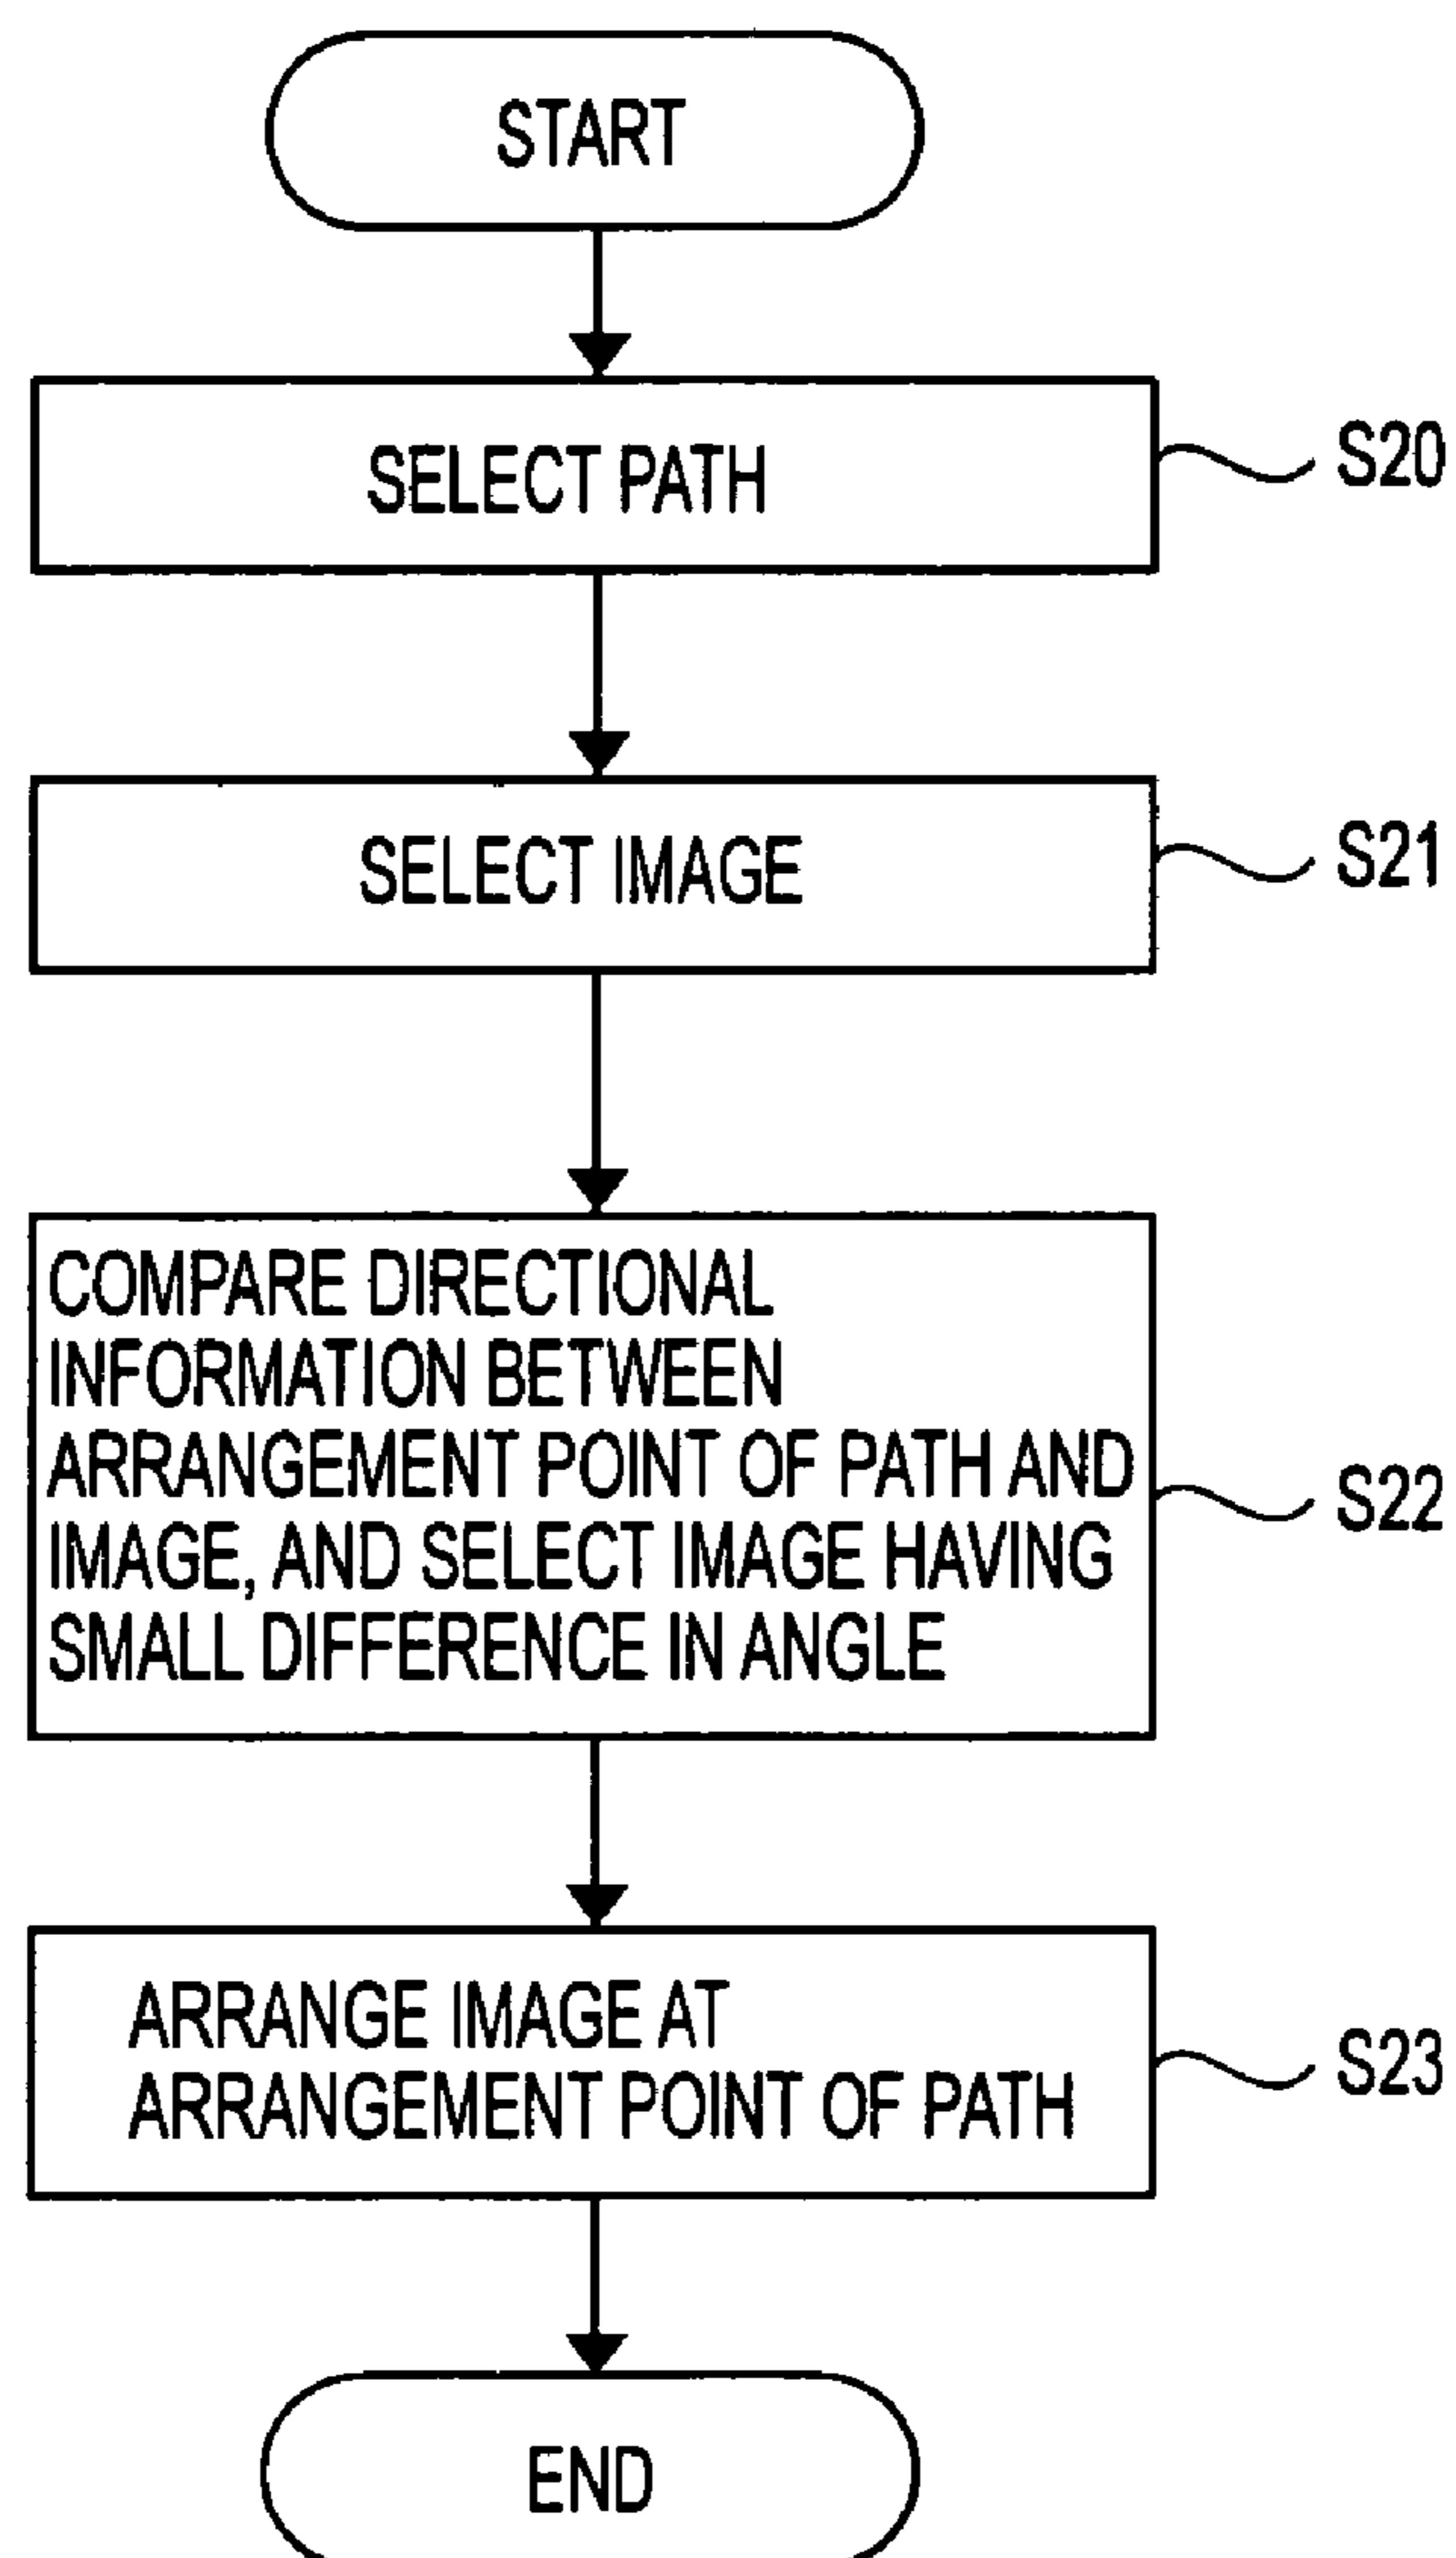 START
SELECT PATH
S20
SELECT IMAGE
S21
COMPARE DIRECTIONAL
INFORMATION BETWEEN
ARRANGEMENT POINT OF PATH AND
IMAGE, AND SELECT IMAGE HAVING
SMALL DIFFERENCE IN ANGLE
S22
ARRANGE IMAGE AT
ARRANGEMENT POINT OF PATH
S23
END